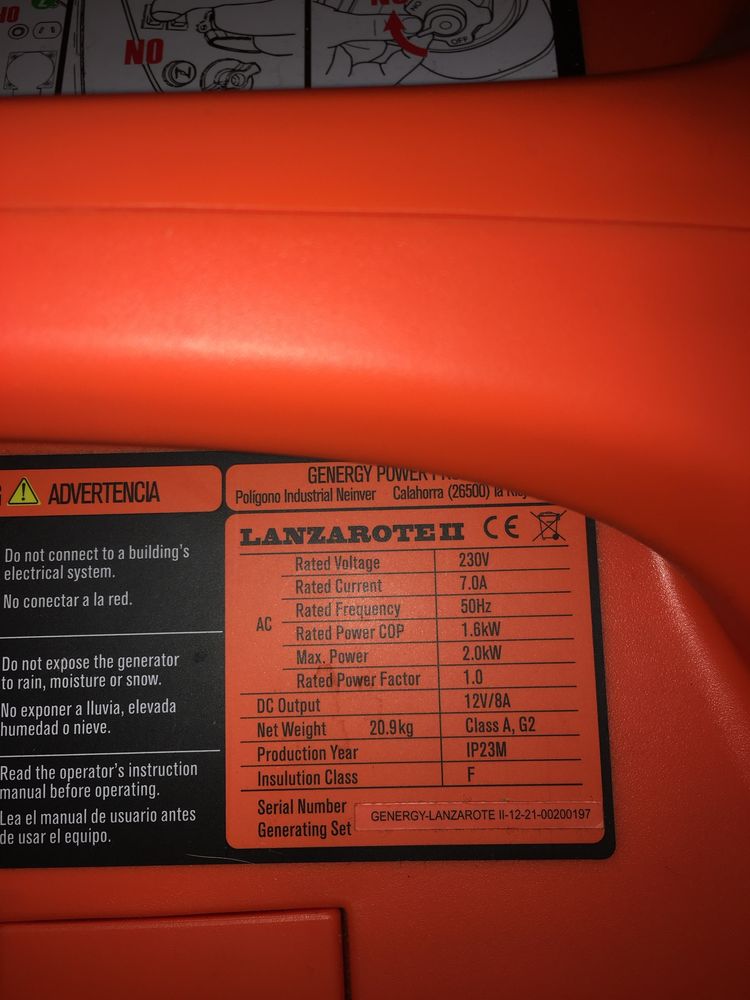 NO
OFF
ADVERTENCIA
Do not connect to a building's
electrical system.
No conectar a la red.
Do not expose the generator
to rain, moisture or snow.
No exponer a lluvia, elevada
humedad o nieve.
Read the operator's instruction
manual before operating.
Lea el manual de usuario antes
de usar el equipo.
GENERGY POWER
Polígono Industrial Neinver Calahorra (26500) la
LANZAROTE II CE
AC
Rated Voltage 230V
Rated Current 7.0A
Rated Frequency 50Hz
Rated Power COP 1.6kW
Max. Power 2.0kW
Rated Power Factor 1.0
DC Output 12V/8A
Net Weight 20.9kg Class A, G2
Production Year IP23M
Insulution Class F
Serial Number
Generating Set
GENERGY-LANZAROTE II-12-21-00200197